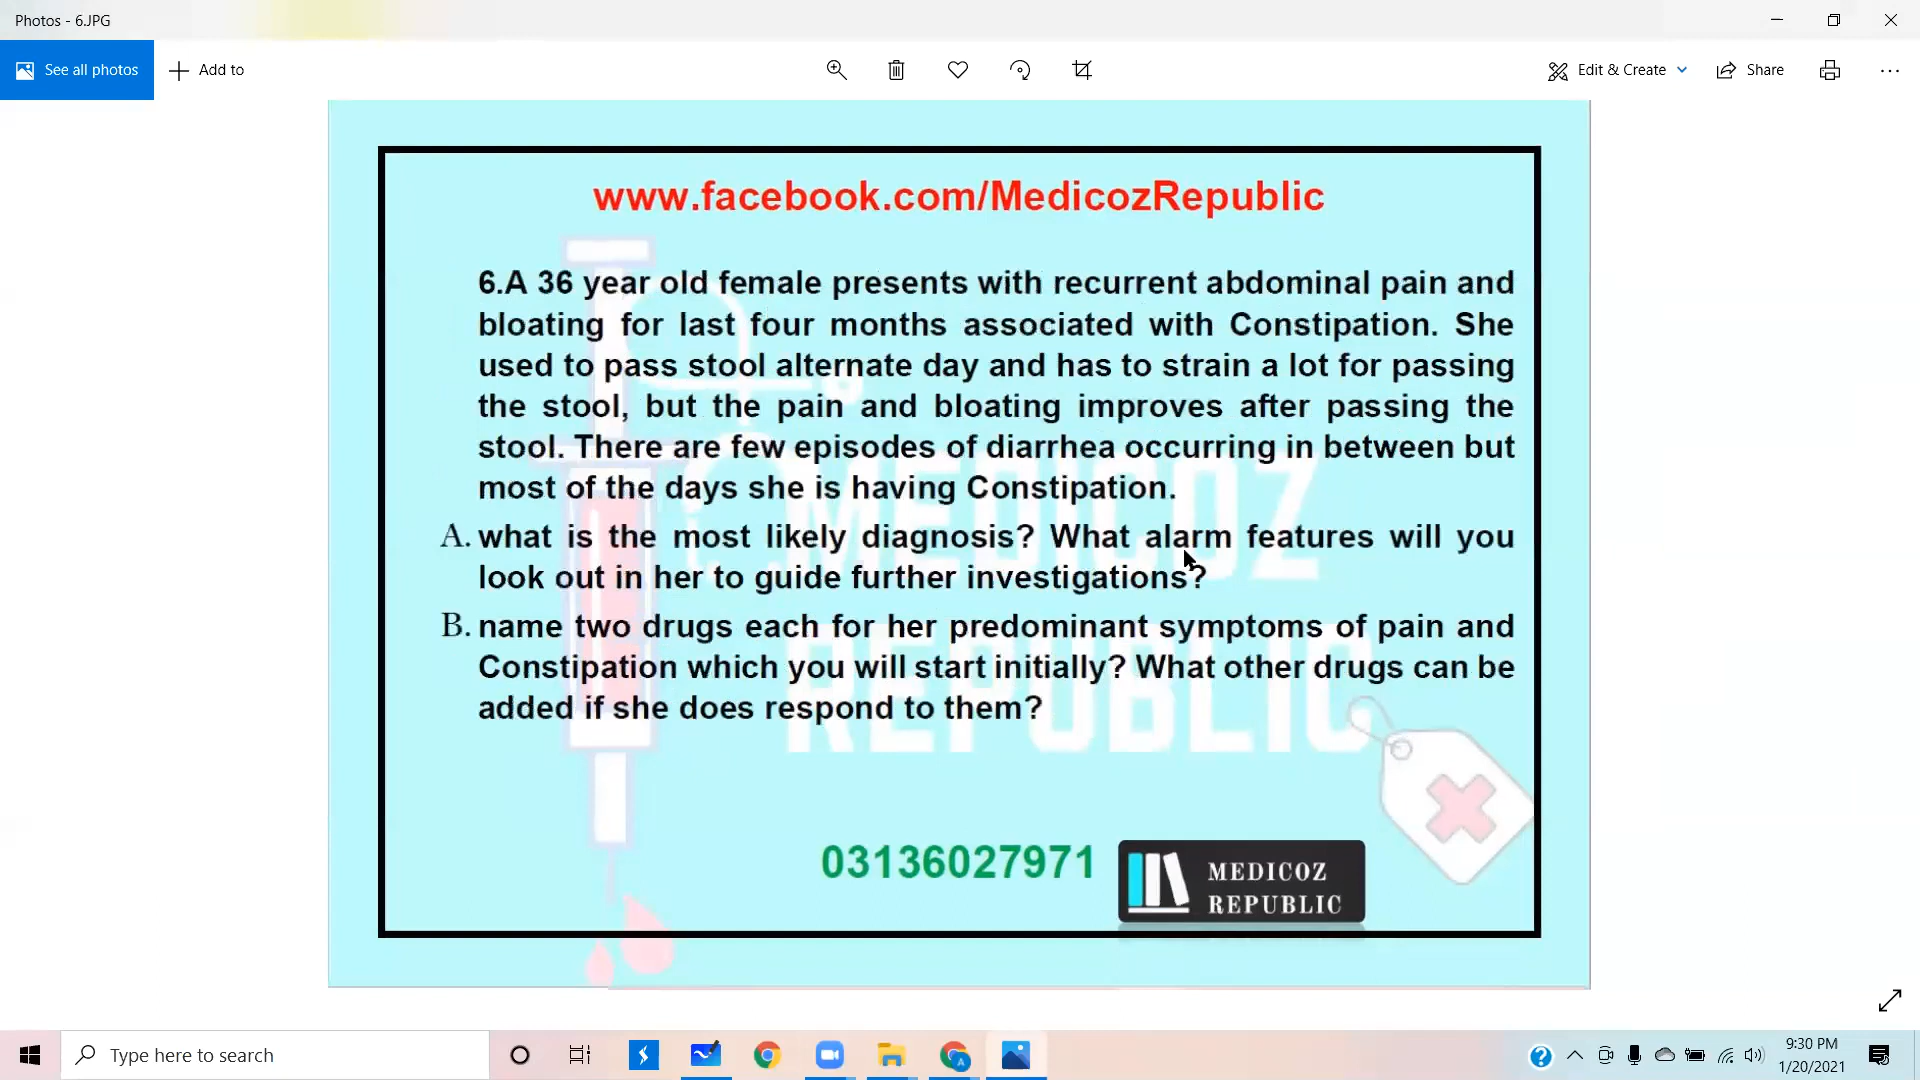 Photos - 6.JPG
See all photos
Add to
Edit & Create
Share
www.facebook.com/MedicozRepublic
6.A 36 year old female presents with recurrent abdominal pain and
bloating for last four months associated with Constipation. She
used to pass stool alternate day and has to strain a lot for passing
the stool, but the pain and bloating improves after passing the
stool. There are few episodes of diarrhea occurring in between but
most of the days she is having Constipation.
A. what is the most likely diagnosis? What alarm features will you
look out in her to guide further investigations?
B. name two drugs each for her predominant symptoms of pain and
Constipation which you will start initially? What other drugs can be
added if she does respond to them?
MEDICOZ
REPUBLIC
03136027971
MEDICOZ
REPUBLIC
Type here to search
A
9:30 PM
1/20/2021